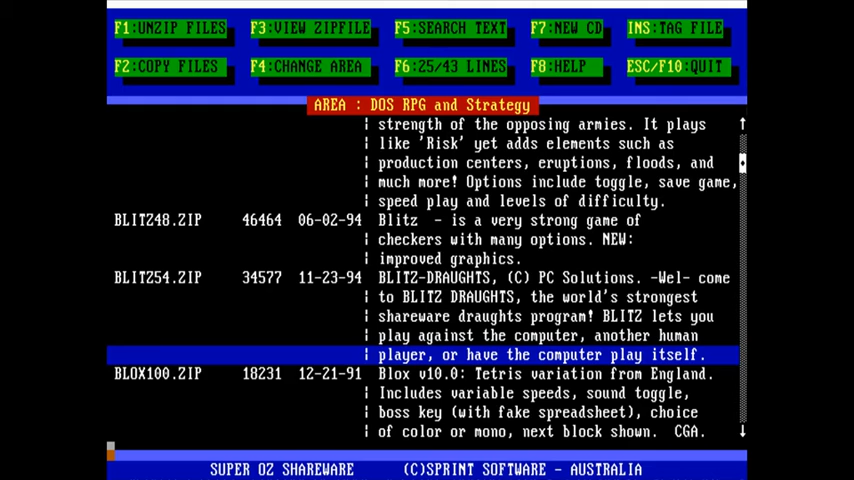 F1:UNZIP FILES F3:VIEW ZIPFILE F5:SEARCH TEXT F7:NEW CD INS:TAG FILE
F2:COPY FILES F4:CHANGE AREA F6:25/43 LINES F8:HELP ESC/F10:QUIT
AREA : DOS RPG and Strategy
¦ strength of the opposing armies. It plays
¦ like 'Risk' yet adds elements such as
¦ production centers, eruptions, floods, and
¦ much more! Options include toggle, save game,
¦ speed play and levels of difficulty.
BLITZ48.ZIP 46464 06-02-94 Blitz - is a very strong game of
¦ checkers with many options. NEW:
¦ improved graphics.
BLITZ54.ZIP 34577 11-23-94 BLITZ-DRAUGHTS, (C) PC Solutions. -Wel- come
¦ to BLITZ DRAUGHTS, the world's strongest
¦ shareware draughts program! BLITZ lets you
¦ play against the computer, another human
¦ player, or have the computer play itself.
BLOX100.ZIP 18231 12-21-91 Blox v10.0: Tetris variation from England.
¦ Includes variable speeds, sound toggle,
¦ boss key (with fake spreadsheet), choice
¦ of color or mono, next block shown. CGA.
SUPER OZ SHAREWARE (C)SPRINT SOFTWARE - AUSTRALIA